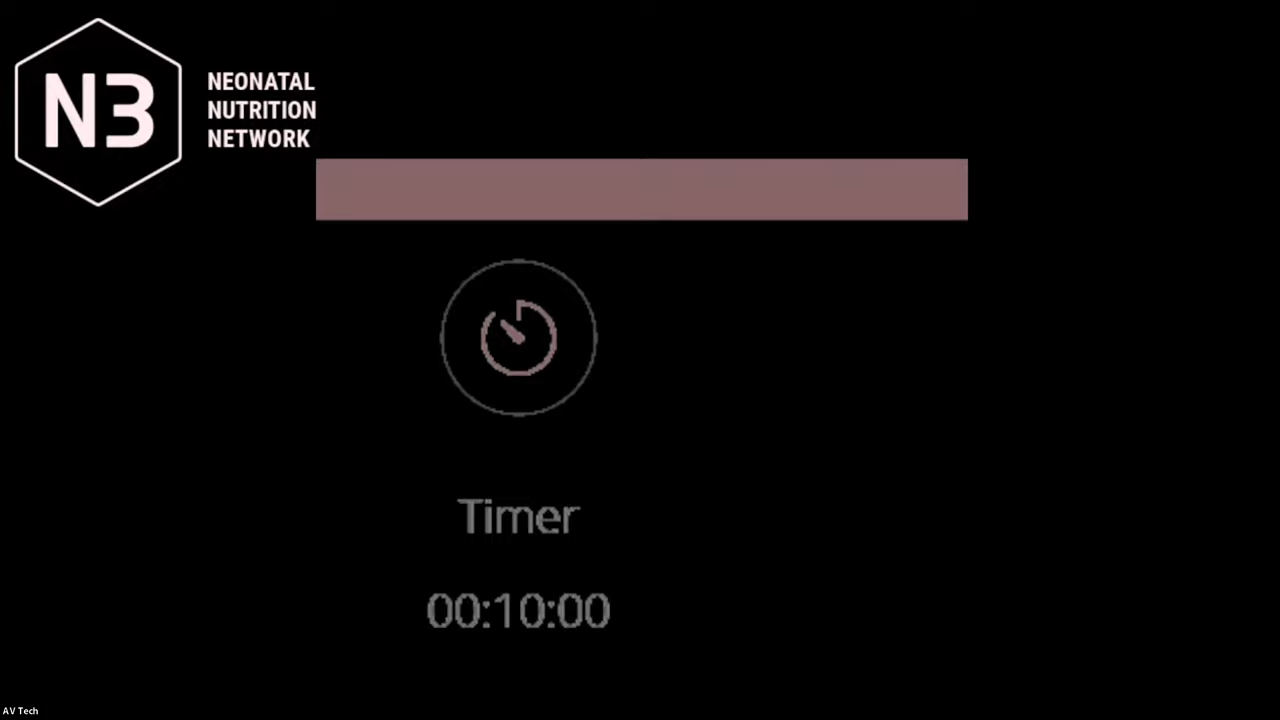 N3
NEONATAL
NUTRITION
NETWORK
Timer
00:10:00
AV Tech